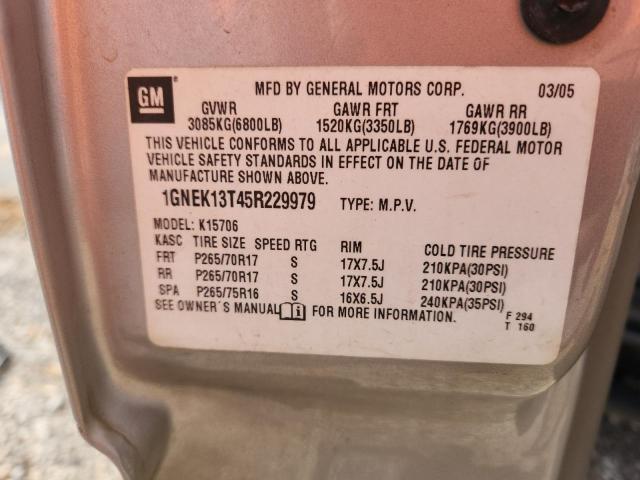 GM
MFD BY GENERAL MOTORS CORP. 03/05
GVWR GAWR FRT GAWR RR
3085KG(6800LB) 1520KG(3350LB) 1769KG(3900LB)
THIS VEHICLE CONFORMS TO ALL APPLICABLE U.S. FEDERAL MOTOR
VEHICLE SAFETY STANDARDS IN EFFECT ON THE DATE OF
MANUFACTURE SHOWN ABOVE.
1GNEK13T45R229979 TYPE: M.P.V.
MODEL: K15706
KASC TIRE SIZE SPEED RTG RIM COLD TIRE PRESSURE
FRT P265/70R17 S 17X7.5J 210KPA(30PSI)
RR P265/70R17 S 17X7.5J 210KPA(30PSI)
SPA P265/75R16 S 16X6.5J 240KPA(35PSI)
SEE OWNER'S MANUAL i FOR MORE INFORMATION.
F 294
T 160